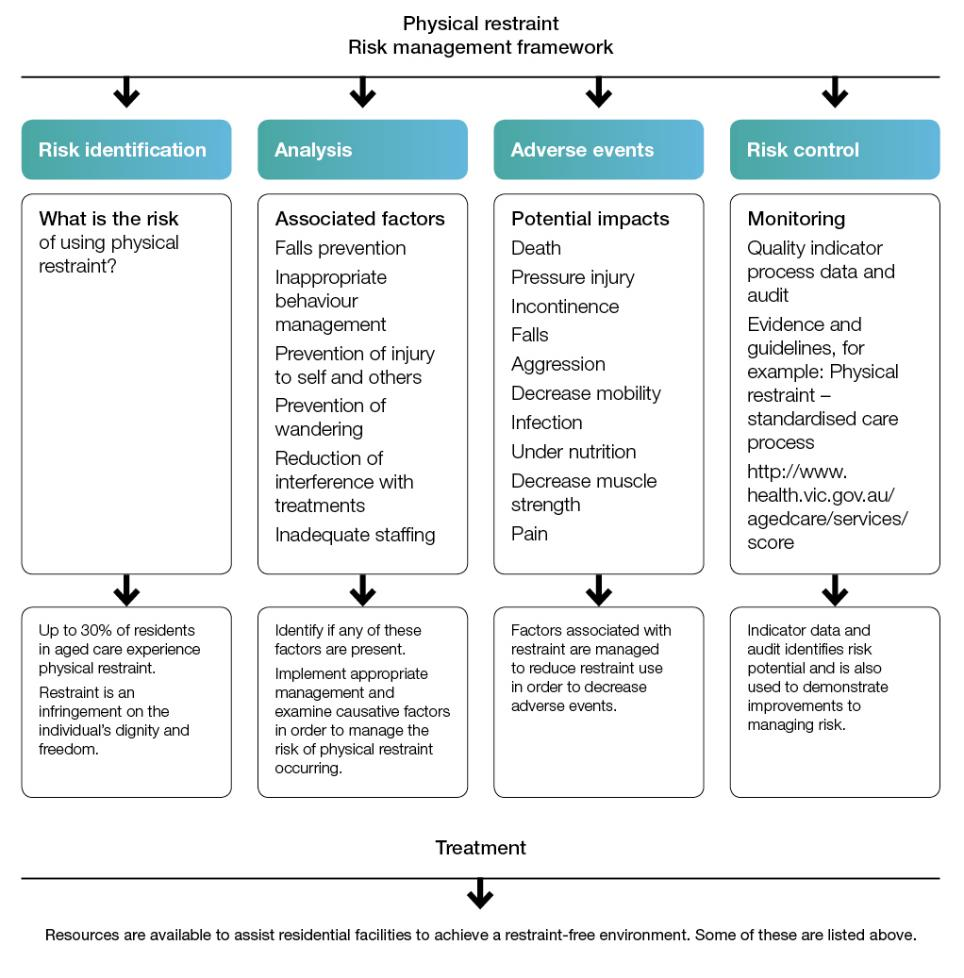 Physical restraint
Risk management framework
Risk identification
Analysis
Adverse events
Risk control
What is the risk
of using physical
restraint?
Associated factors
Falls prevention
Inappropriate
behaviour
management
Prevention of injury
to self and others
Prevention of
wandering
Reduction of
interference with
treatments
Inadequate staffing
Potential impacts
Death
Pressure injury
Incontinence
Falls
Aggression
Decrease mobility
Infection
Under nutrition
Decrease muscle
strength
Pain
Monitoring
Quality indicator
process data and
audit
Evidence and
guidelines, for
example: Physical
restraint –
standardised care
process
http://www.
health.vic.gov.au/
agedcare/services/
score
Up to 30% of residents
in aged care experience
physical restraint.
Restraint is an
infringement on the
individual’s dignity and
freedom.
Identify if any of these
factors are present.
Implement appropriate
management and
examine causative factors
in order to manage the
risk of physical restraint
occurring.
Factors associated with
restraint are managed
to reduce restraint use
in order to decrease
adverse events.
Indicator data and
audit identifies risk
potential and is also
used to demonstrate
improvements to
managing risk.
Treatment
Resources are available to assist residential facilities to achieve a restraint-free environment. Some of these are listed above.